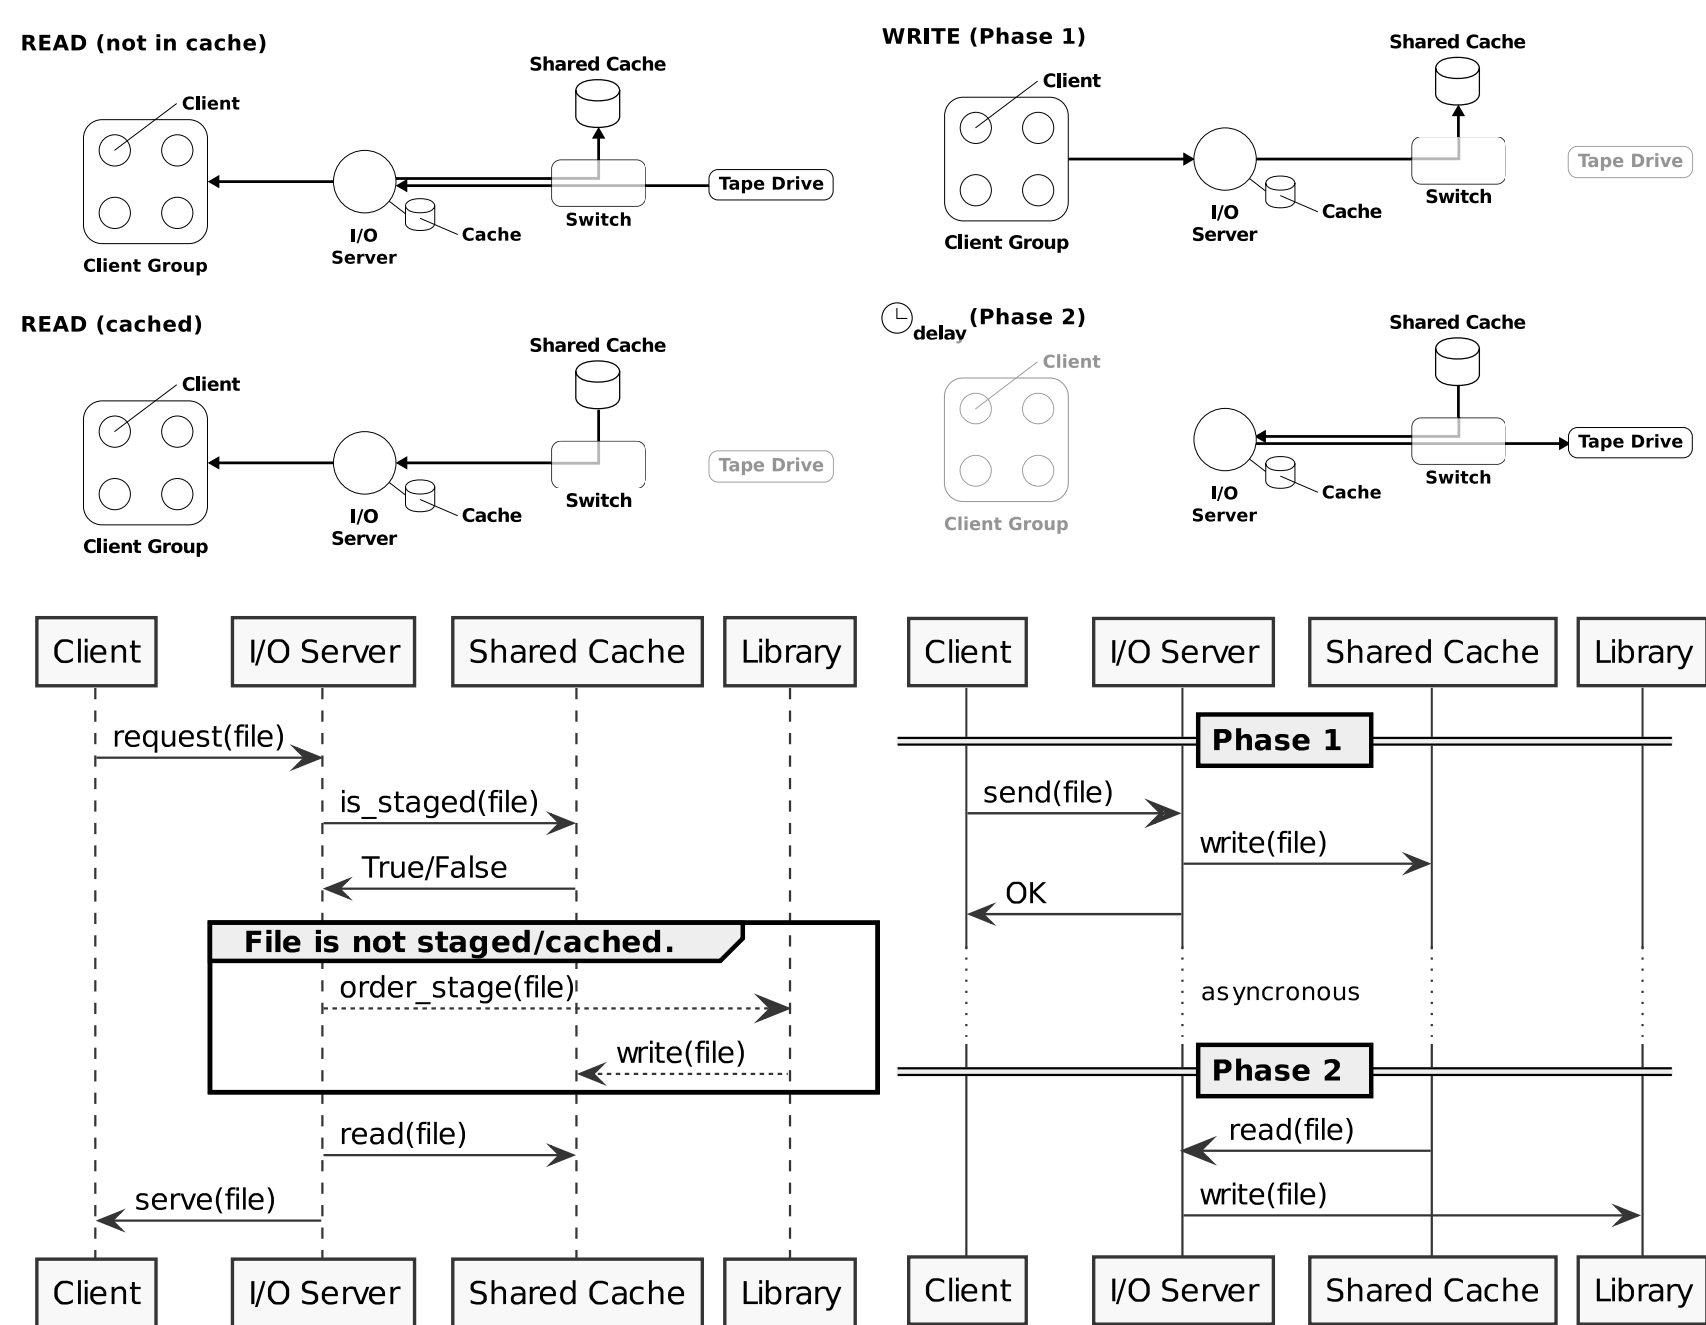 READ (not in cache)
Shared Cache
Client
Tape Drive
Switch
I/O
Server
Cache
Client Group
WRITE (Phase 1)
Shared Cache
Client
Tape Drive
Switch
I/O
Server
Cache
Client Group
READ (cached)
Shared Cache
Client
Tape Drive
Switch
I/O
Server
Cache
Client Group
delay (Phase 2)
Shared Cache
Client
Tape Drive
Switch
I/O
Server
Cache
Client Group
Client I/O Server Shared Cache Library
request(file)
is_staged(file)
True/False
File is not staged/cached.
order_stage(file)
write(file)
read(file)
serve(file)
Client I/O Server Shared Cache Library
Client I/O Server Shared Cache Library
Phase 1
send(file)
write(file)
OK
asyncronous
Phase 2
read(file)
write(file)
Client I/O Server Shared Cache Library